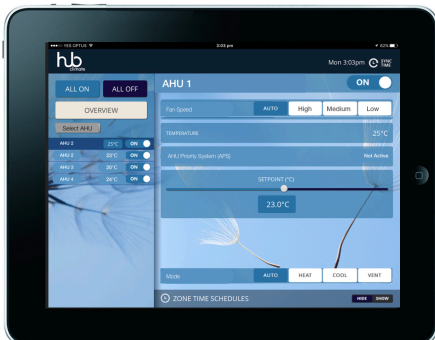 YES OPTUS
3:03 pm
82%
hub
climate
Mon 3:03pm
SYNC TIME
ALL ON
ALL OFF
OVERVIEW
Select AHU
AHU 2 25°C ON
AHU 2 23°C ON
AHU 3 20°C ON
AHU 4 24°C ON
AHU 1
ON
Fan Speed AUTO High Medium Low
TEMPERATURE 25°C
AHU Priority System (APS) Not Active
SETPOINT (°C)
23.0°C
Mode AUTO HEAT COOL VENT
ZONE TIME SCHEDULES HIDE SHOW